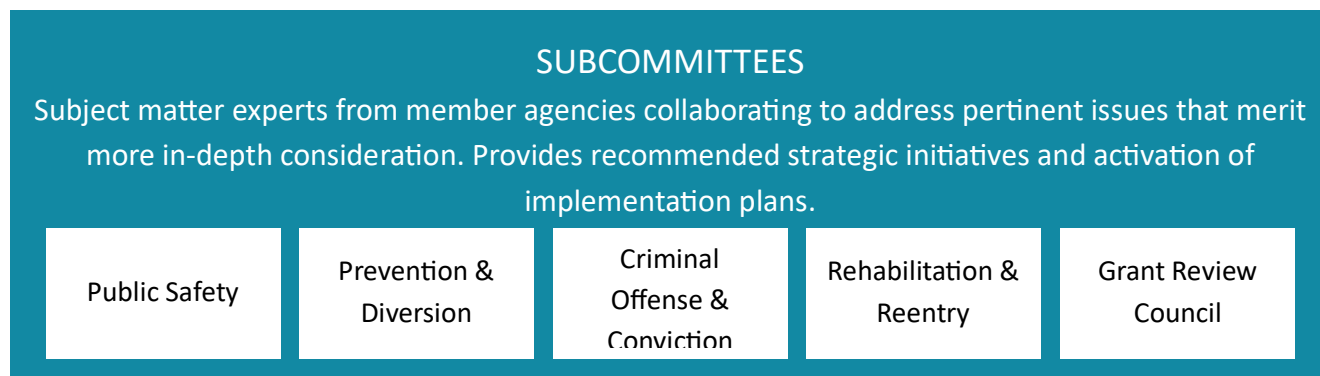 SUBCOMMITTEES
Subject matter experts from member agencies collaborating to address pertinent issues that merit
more in-depth consideration. Provides recommended strategic initiatives and activation of
implementation plans.
Public Safety
Prevention &
Diversion
Criminal
Offense &
Conviction
Rehabilitation &
Reentry
Grant Review
Council